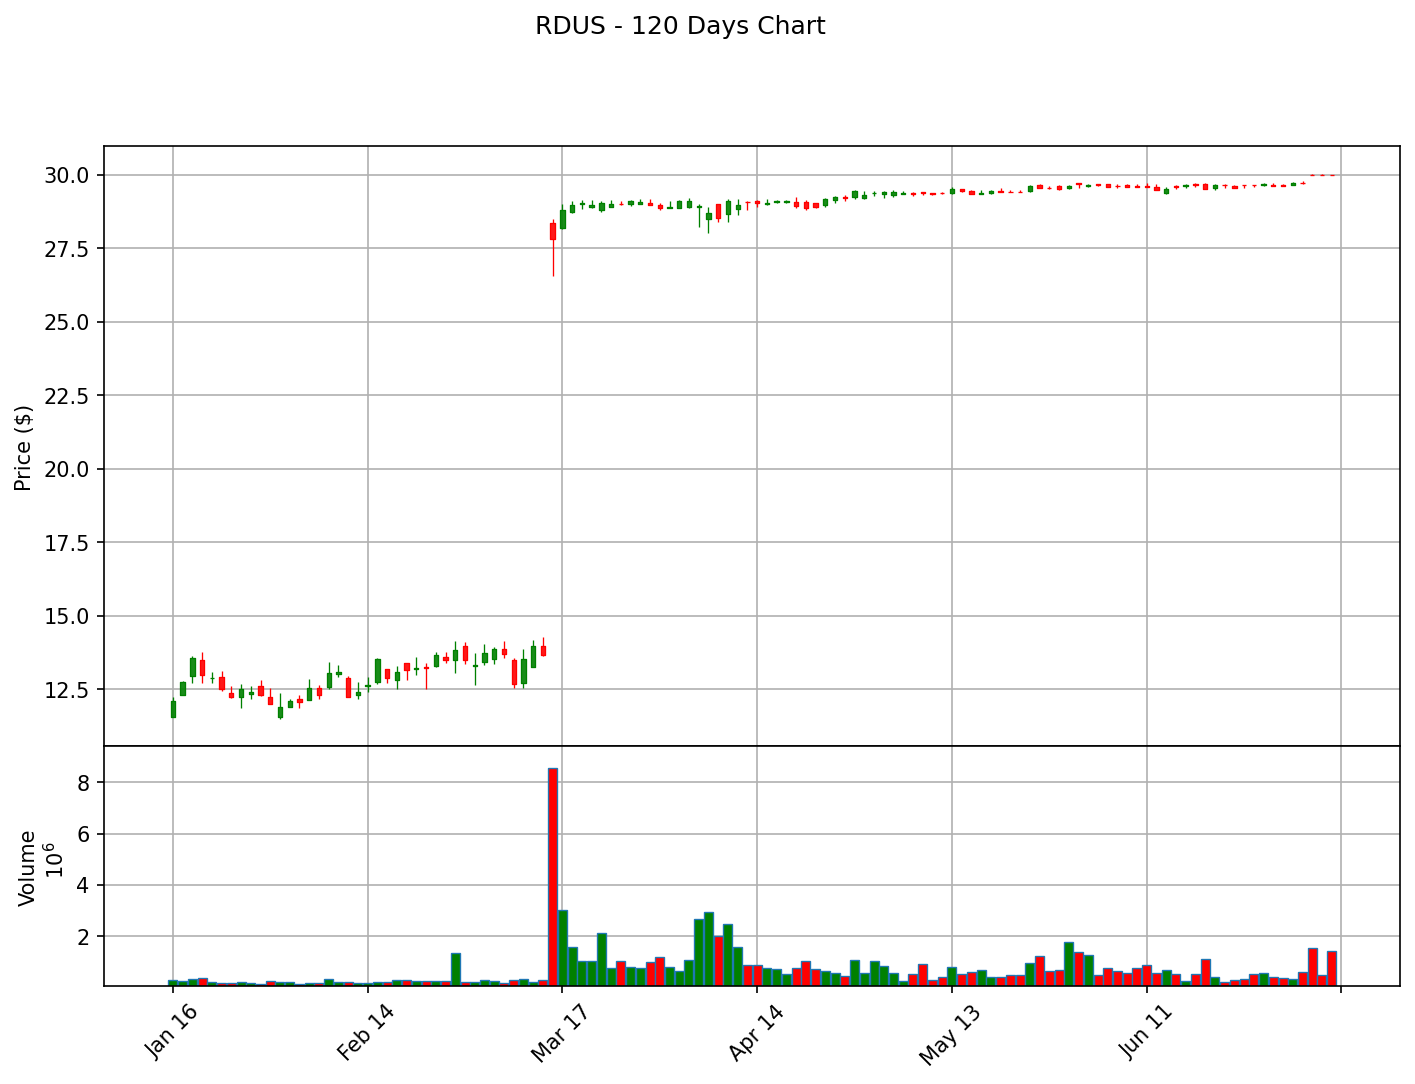 RDUS - 120 Days Chart
30.0
27.5
25.0
22.5
20.0
17.5
15.0
12.5
Price ($)
8
6
4
2
Volume
10⁶
Jan 16
Feb 14
Mar 17
Apr 14
May 13
Jun 11